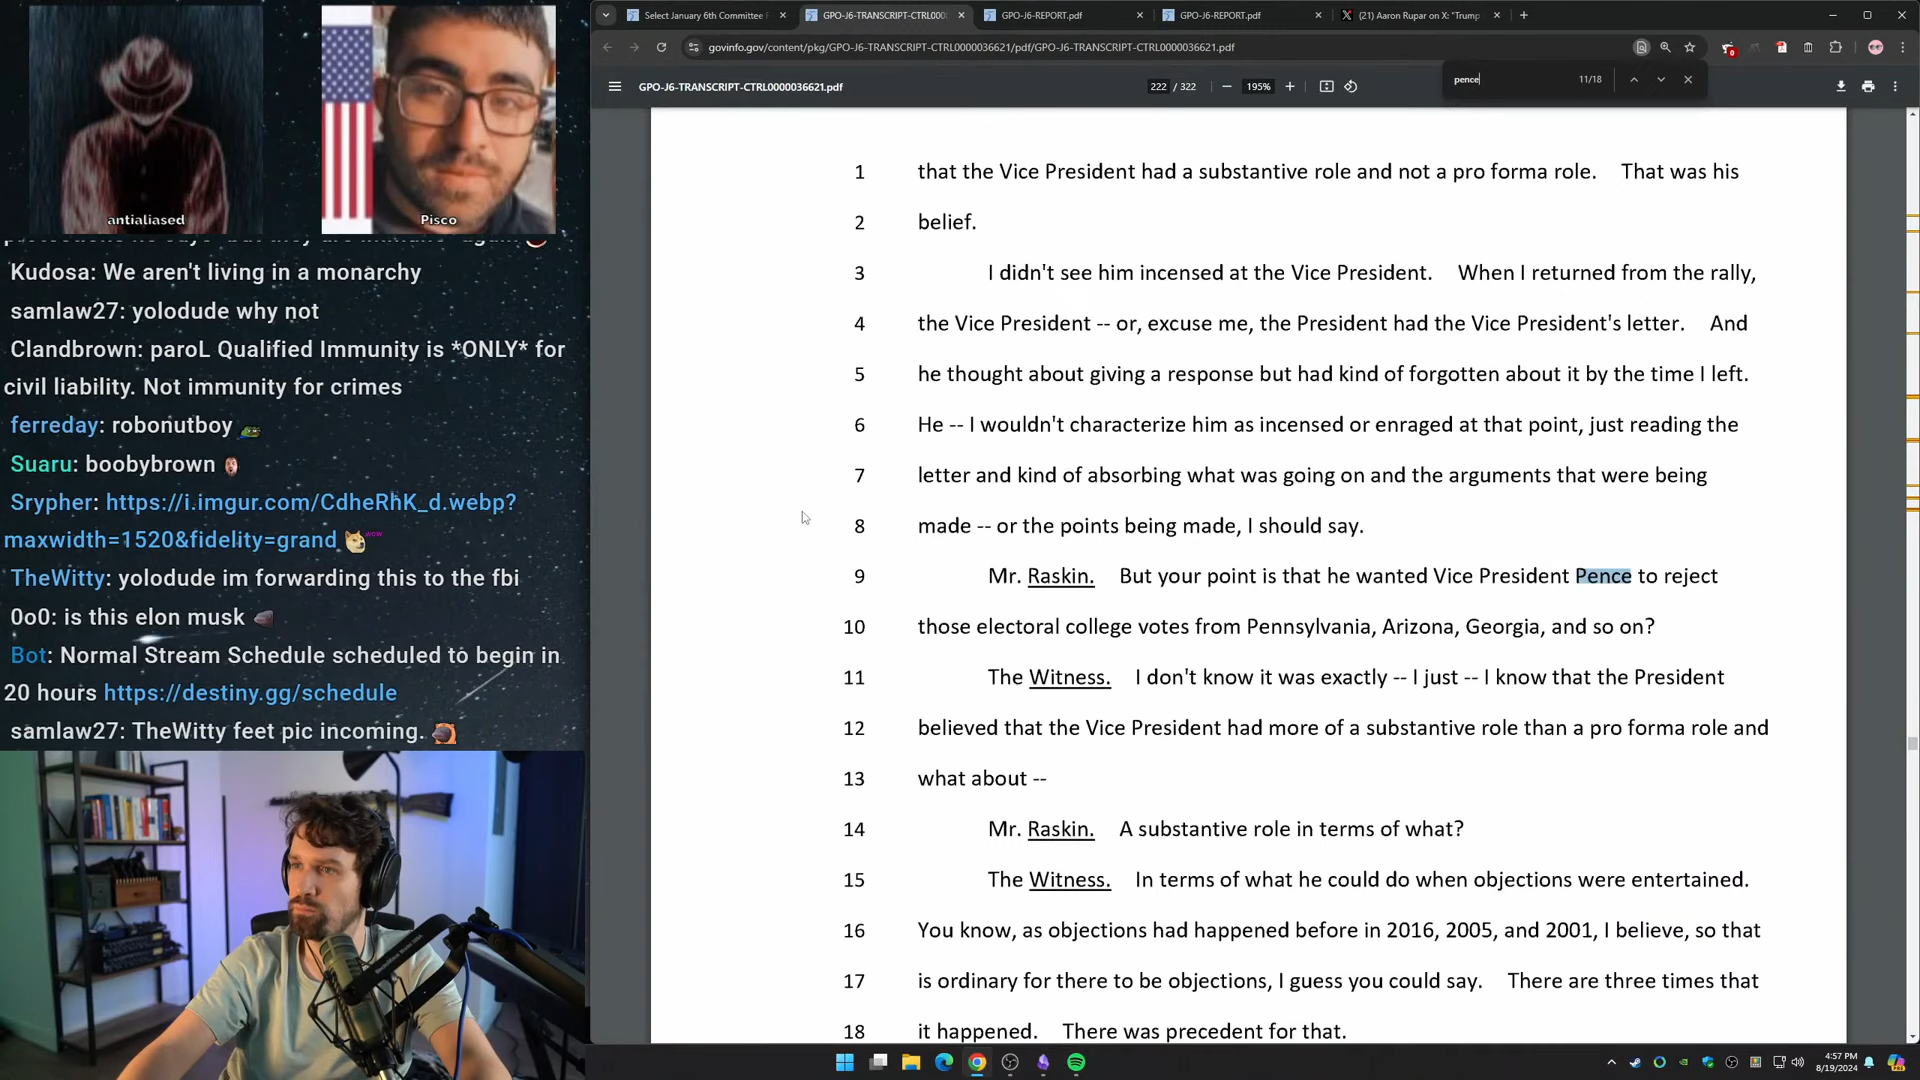 antialiased
Pisco
Kudosa: We aren't living in a monarchy
samlaw27: yolodude why not
Clandbrown: paroL Qualified Immunity is *ONLY* for
civil liability. Not immunity for crimes
ferreday: robonutboy
Suaru: boobybrown
Srypher: https://i.imgur.com/CdheRhK_d.webp?
maxwidth=1520&fidelity=grand
TheWitty: yolodude im forwarding this to the fbi
0o0: is this elon musk
Bot: Normal Stream Schedule scheduled to begin in
20 hours https://destiny.gg/schedule
samlaw27: TheWitty feet pic incoming.
Select January 6th Committee F
GPO-J6-TRANSCRIPT-CTRL0000
GPO-J6-REPORT.pdf
GPO-J6-REPORT.pdf
(21) Aaron Rupar on X: "Trump
govinfo.gov/content/pkg/GPO-J6-TRANSCRIPT-CTRL0000036621/pdf/GPO-J6-TRANSCRIPT-CTRL0000036621.pdf
pence 11/18
GPO-J6-TRANSCRIPT-CTRL0000036621.pdf
222 / 322
195%
1 that the Vice President had a substantive role and not a pro forma role. That was his
2 belief.
3 I didn't see him incensed at the Vice President. When I returned from the rally,
4 the Vice President -- or, excuse me, the President had the Vice President's letter. And
5 he thought about giving a response but had kind of forgotten about it by the time I left.
6 He -- I wouldn't characterize him as incensed or enraged at that point, just reading the
7 letter and kind of absorbing what was going on and the arguments that were being
8 made -- or the points being made, I should say.
9 Mr. Raskin. But your point is that he wanted Vice President Pence to reject
10 those electoral college votes from Pennsylvania, Arizona, Georgia, and so on?
11 The Witness. I don't know it was exactly -- I just -- I know that the President
12 believed that the Vice President had more of a substantive role than a pro forma role and
13 what about --
14 Mr. Raskin. A substantive role in terms of what?
15 The Witness. In terms of what he could do when objections were entertained.
16 You know, as objections had happened before in 2016, 2005, and 2001, I believe, so that
17 is ordinary for there to be objections, I guess you could say. There are three times that
18 it happened. There was precedent for that.
4:57 PM
8/19/2024